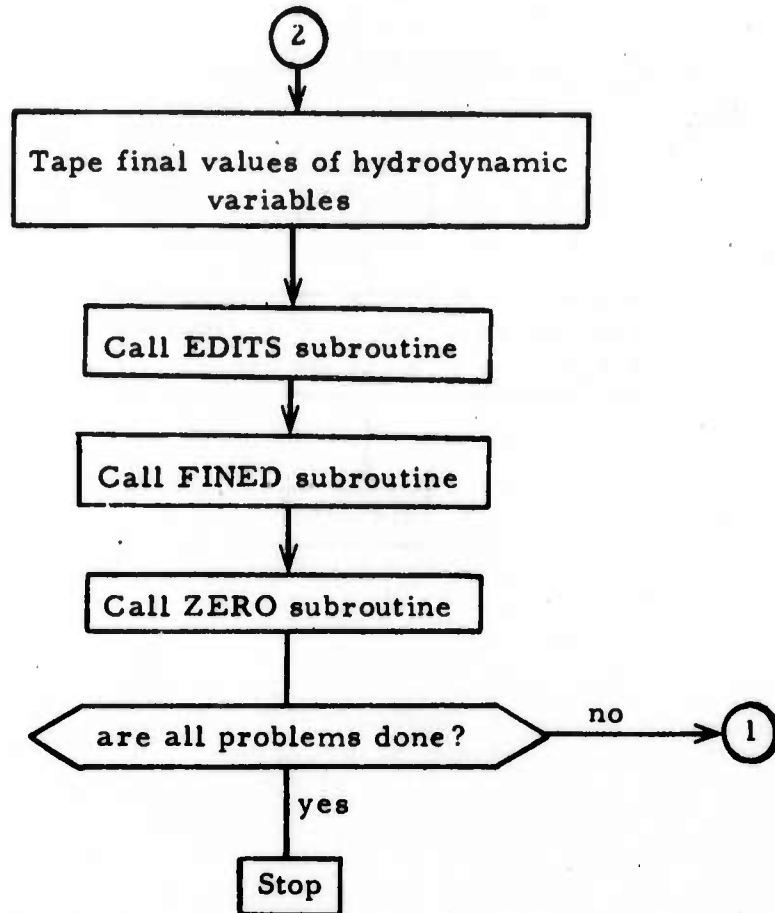 2
Tape final values of hydrodynamic
variables
Call EDITS subroutine
Call FINED subroutine
Call ZERO subroutine
are all problems done?
no
1
yes
Stop